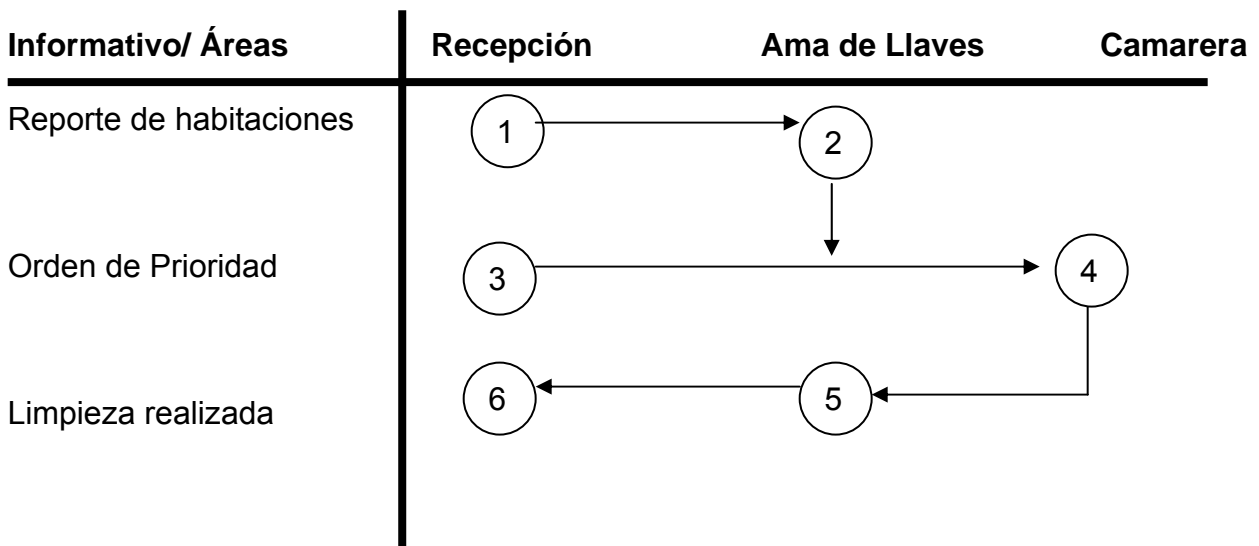 Informativo/ Áreas Recepción Ama de Llaves Camarera
Reporte de habitaciones 1 2
Orden de Prioridad 3 4
Limpieza realizada 6 5